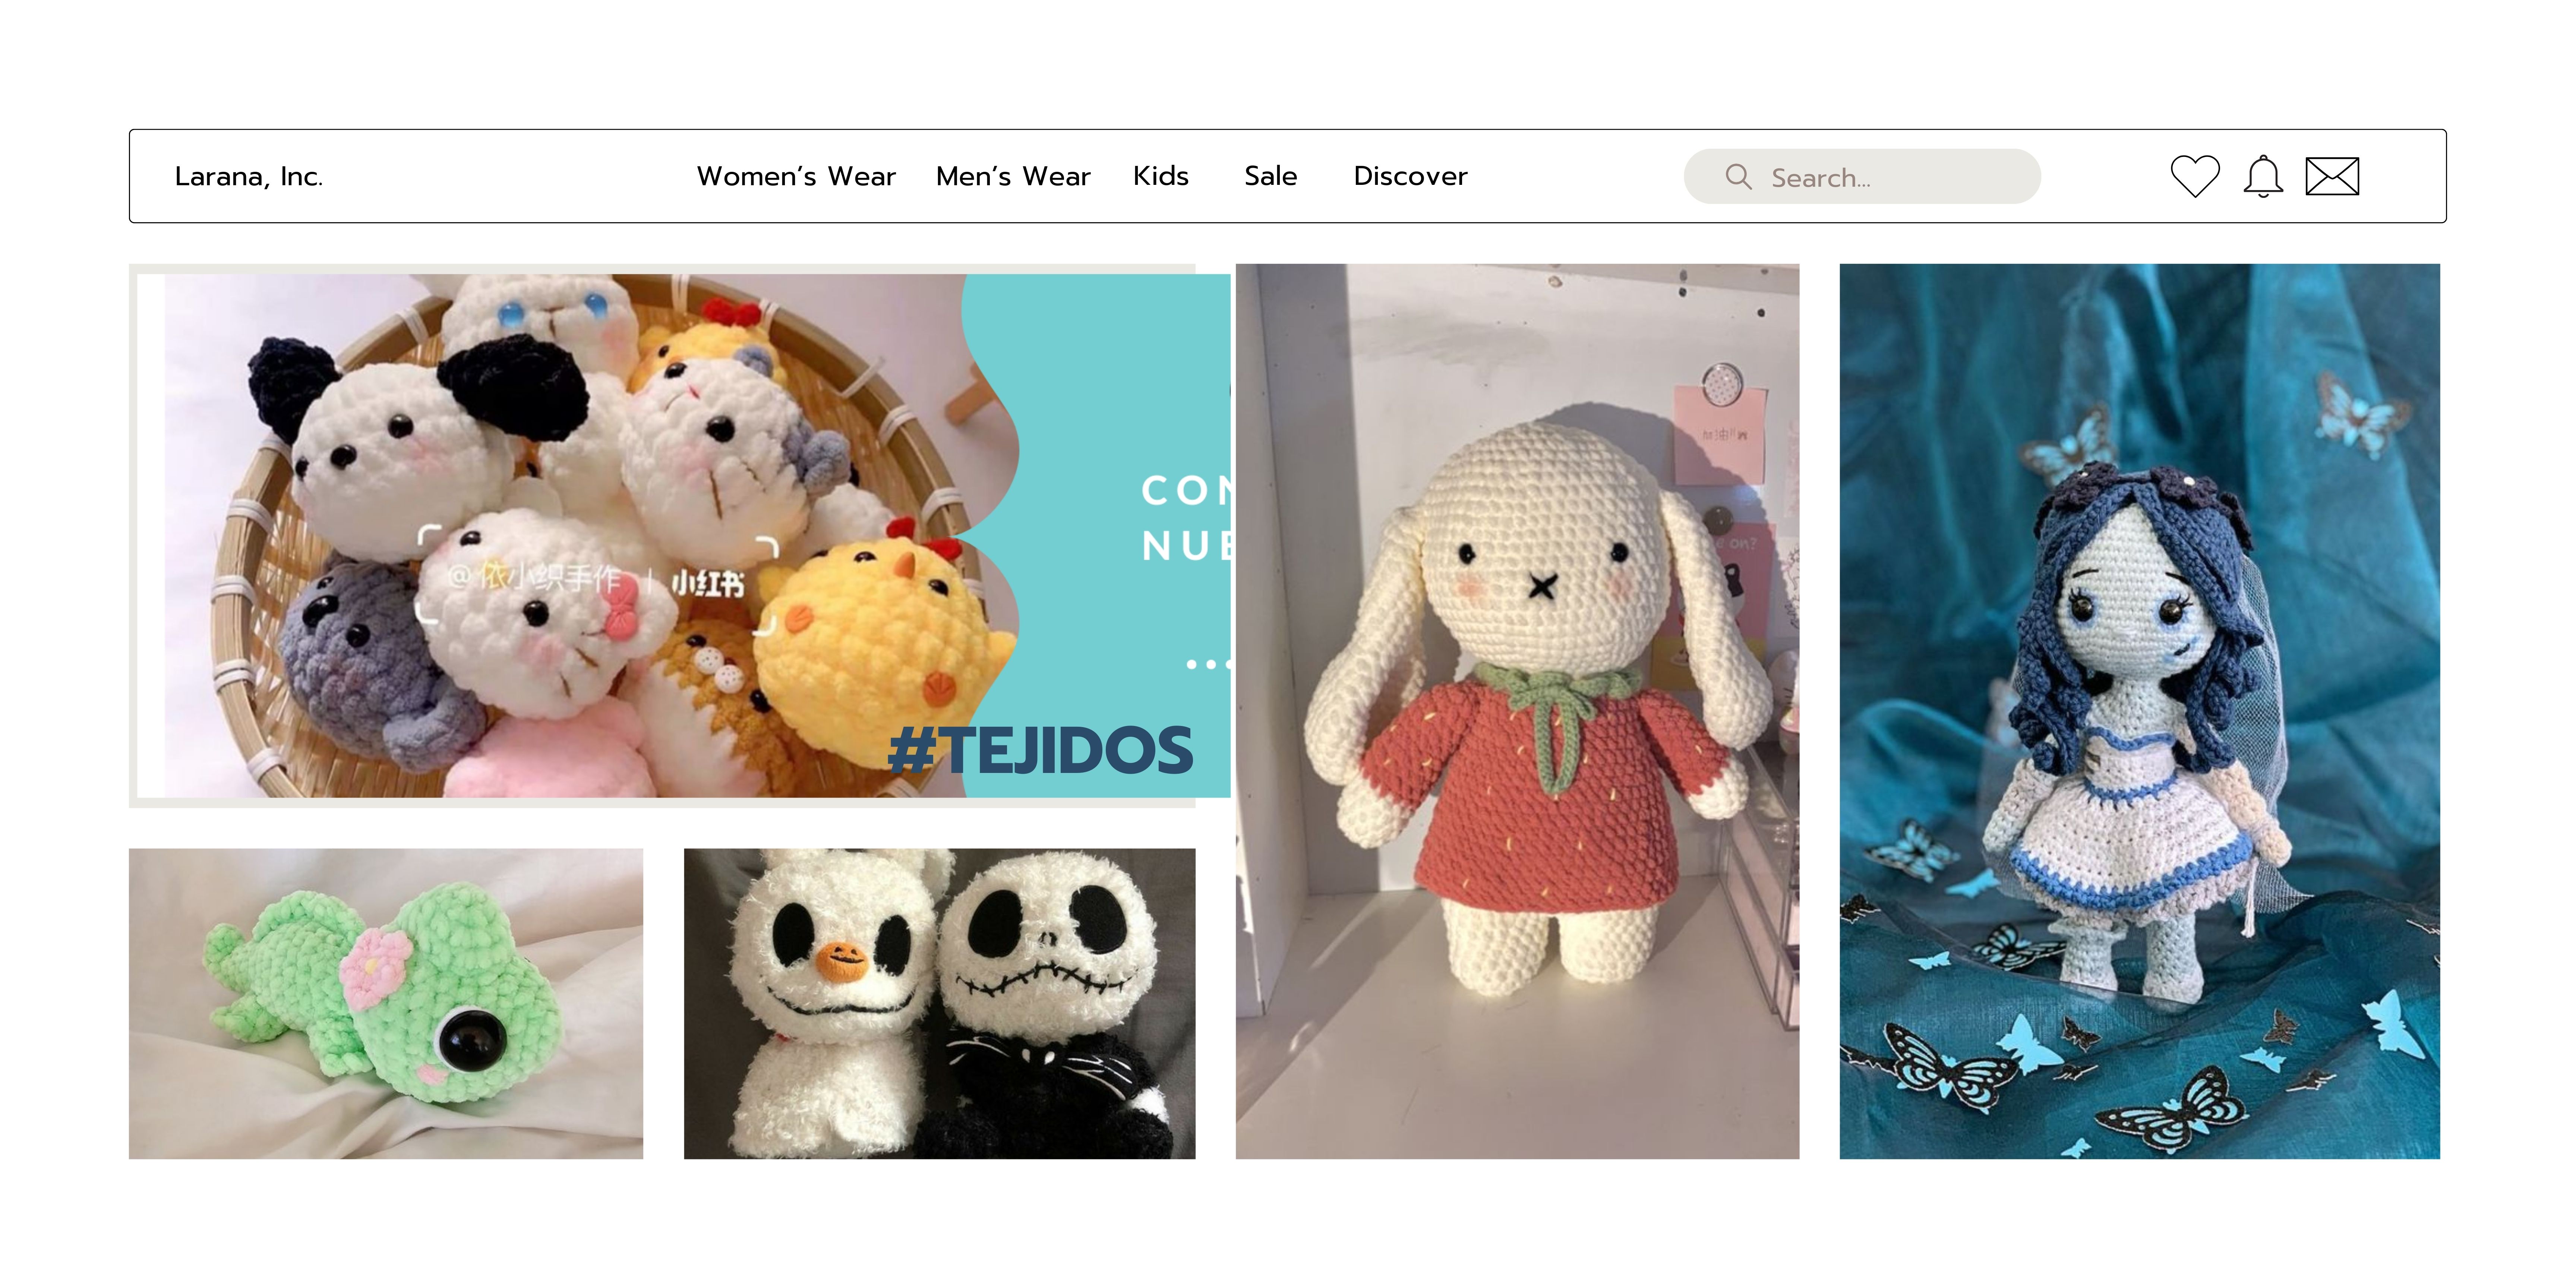 Larana, Inc.
Women's Wear Men's Wear Kids Sale Discover
Search...
CON
NUE
...
@依小织手作 | 小红书
#TEJIDOS
e on?